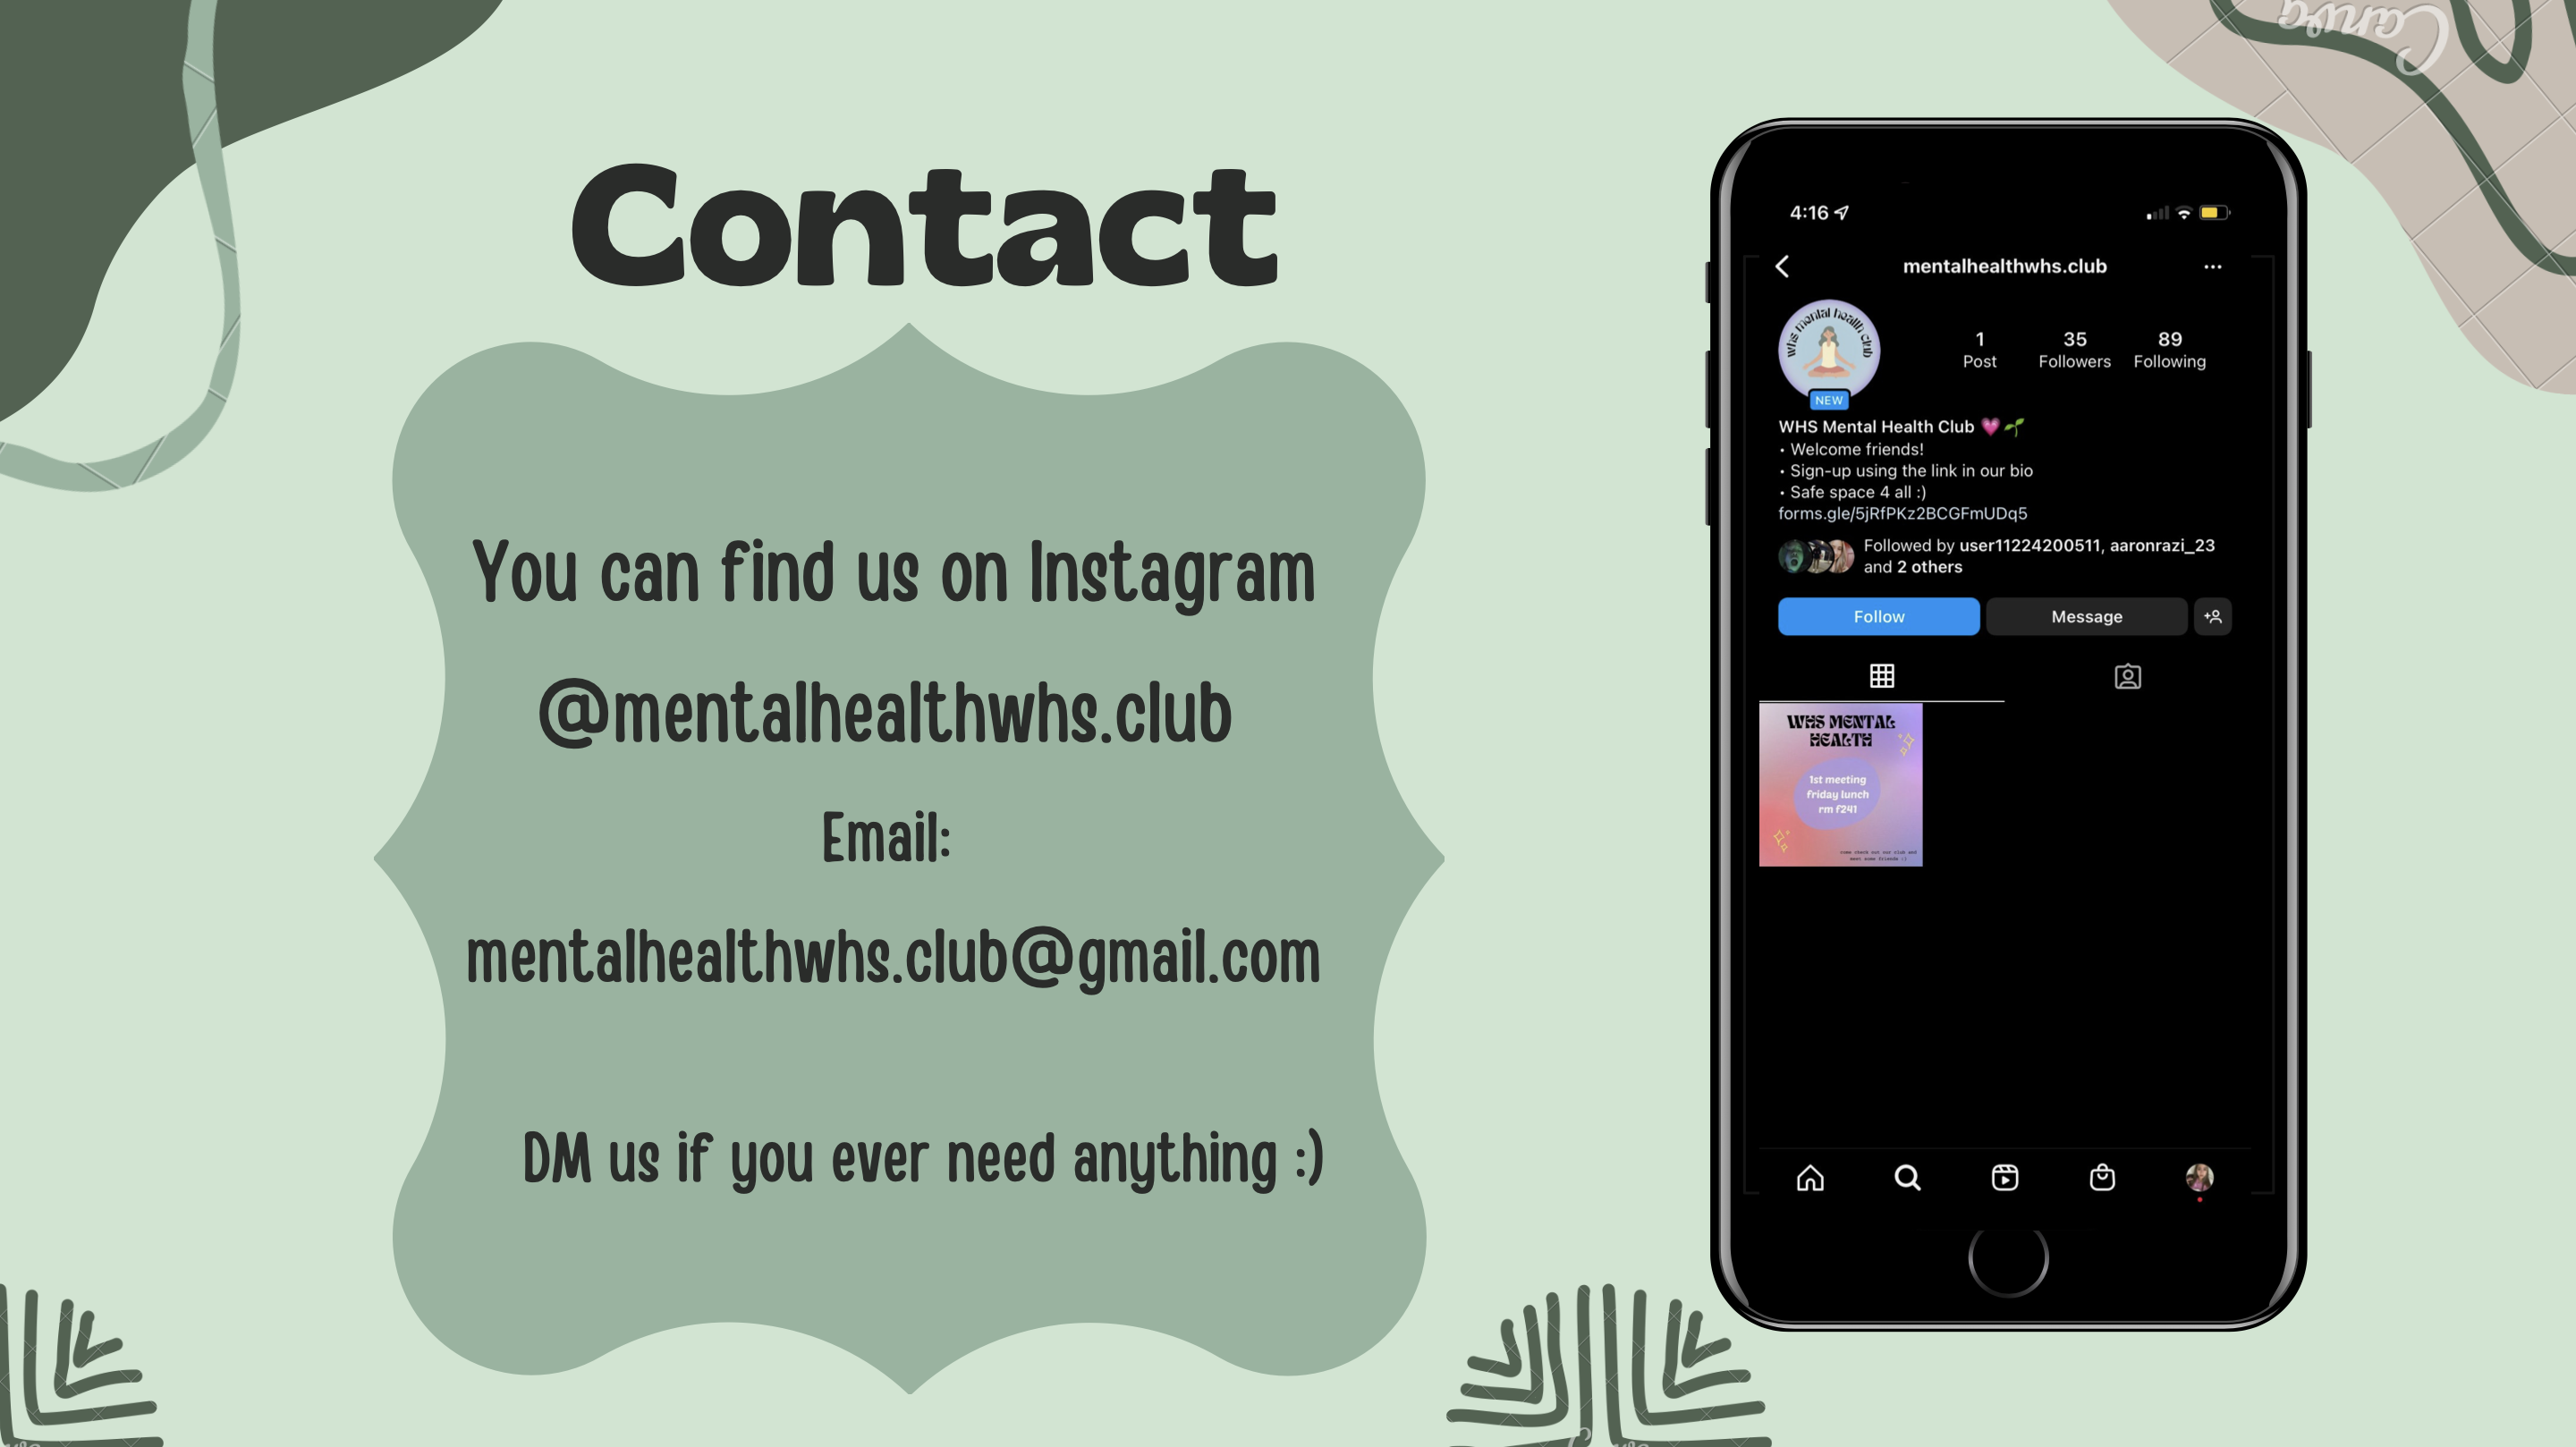 Contact
You can find us on Instagram
@mentalhealthwhs.club
Email:
mentalhealthwhs.club@gmail.com
DM us if you ever need anything :)
Canva
4:16
mentalhealthwhs.club
whs mental health club
NEW
1
Post
35
Followers
89
Following
WHS Mental Health Club 💗🌱
• Welcome friends!
• Sign-up using the link in our bio
• Safe space 4 all :)
forms.gle/5jRfPKz2BCGFmUDq5
Followed by user11224200511, aaronrazi_23
and 2 others
Follow
Message
WHS MENTAL
HEALTH
1st meeting
friday lunch
rm f241
come check out our club and
meet some friends :)